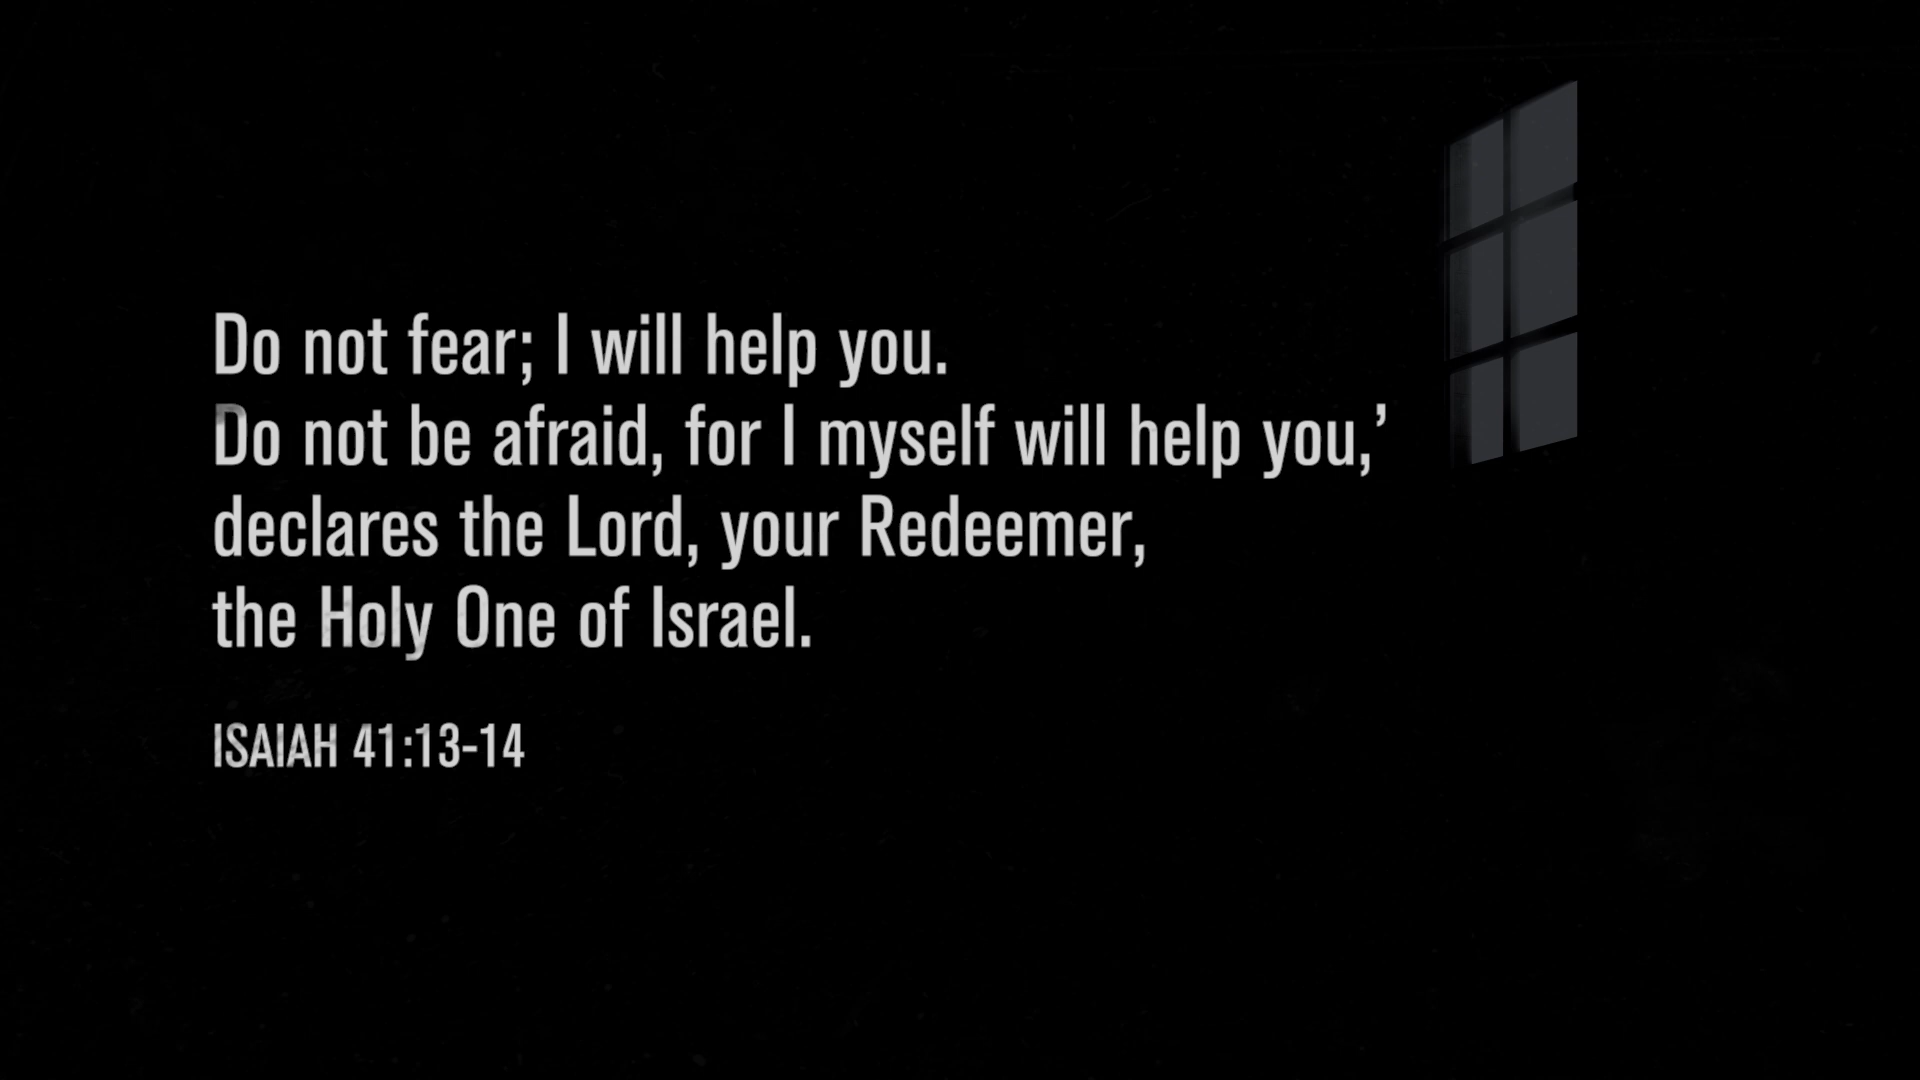 Do not fear; I will help you.
Do not be afraid, for I myself will help you,’
declares the Lord, your Redeemer,
the Holy One of Israel.
ISAIAH 41:13-14